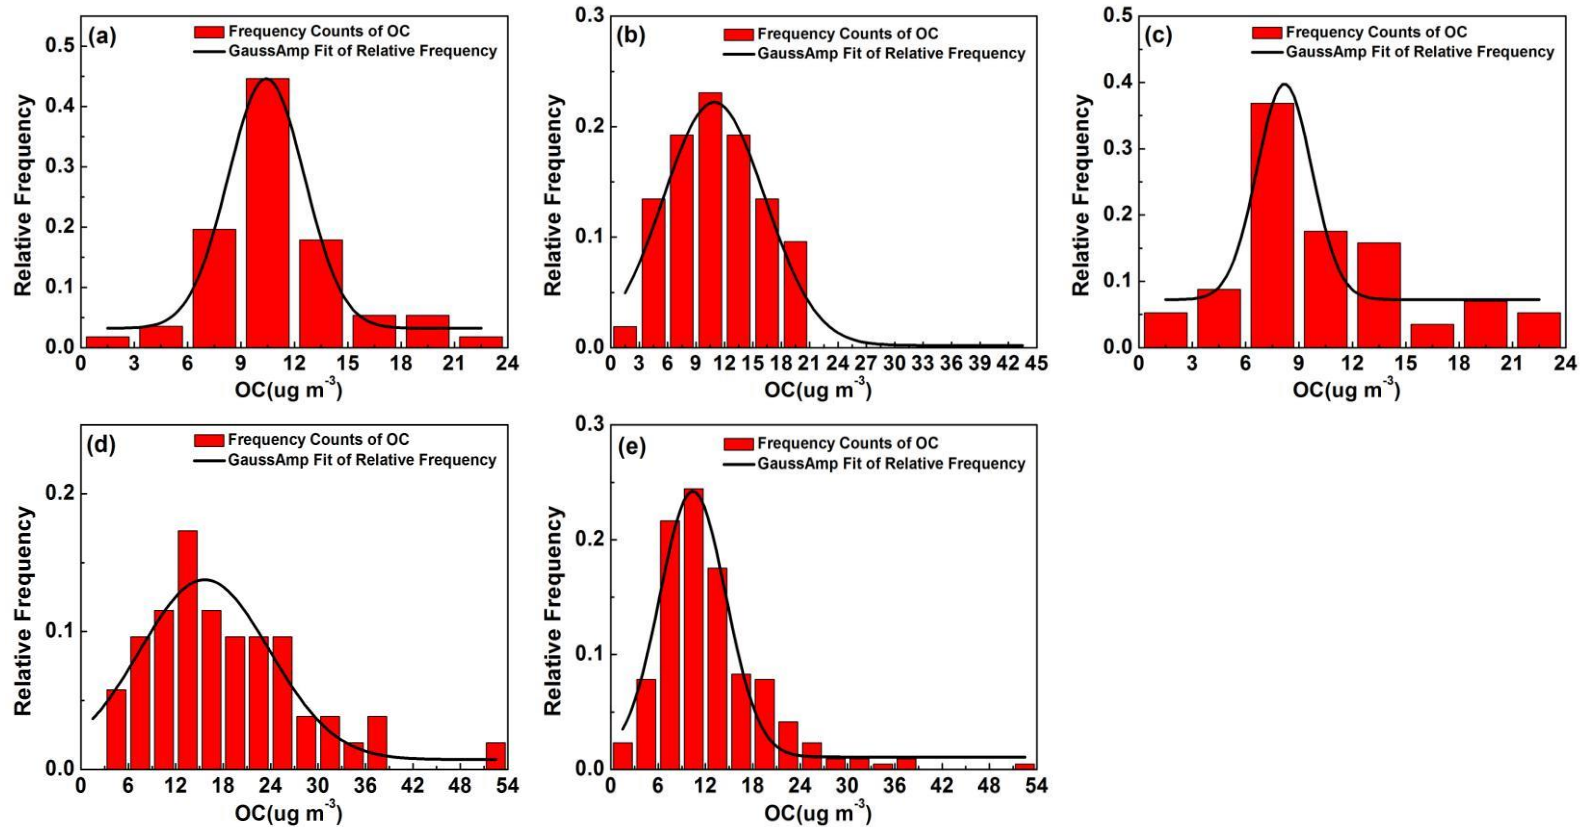 (a)
Frequency Counts of OC
GaussAmp Fit of Relative Frequency
Relative Frequency
0.5
0.4
0.3
0.2
0.1
0.0
0 3 6 9 12 15 18 21 24
OC(ug m-3)
(b)
Frequency Counts of OC
GaussAmp Fit of Relative Frequency
Relative Frequency
0.3
0.2
0.1
0.0
0 3 6 9 12 15 18 21 24 27 30 33 36 39 42 45
OC(ug m-3)
(c)
Frequency Counts of OC
GaussAmp Fit of Relative Frequency
Relative Frequency
0.5
0.4
0.3
0.2
0.1
0.0
0 3 6 9 12 15 18 21 24
OC(ug m-3)
(d)
Frequency Counts of OC
GaussAmp Fit of Relative Frequency
Relative Frequency
0.2
0.1
0.0
0 6 12 18 24 30 36 42 48 54
OC(ug m-3)
(e)
Frequency Counts of OC
GaussAmp Fit of Relative Frequency
Relative Frequency
0.3
0.2
0.1
0.0
0 6 12 18 24 30 36 42 48 54
OC(ug m-3)